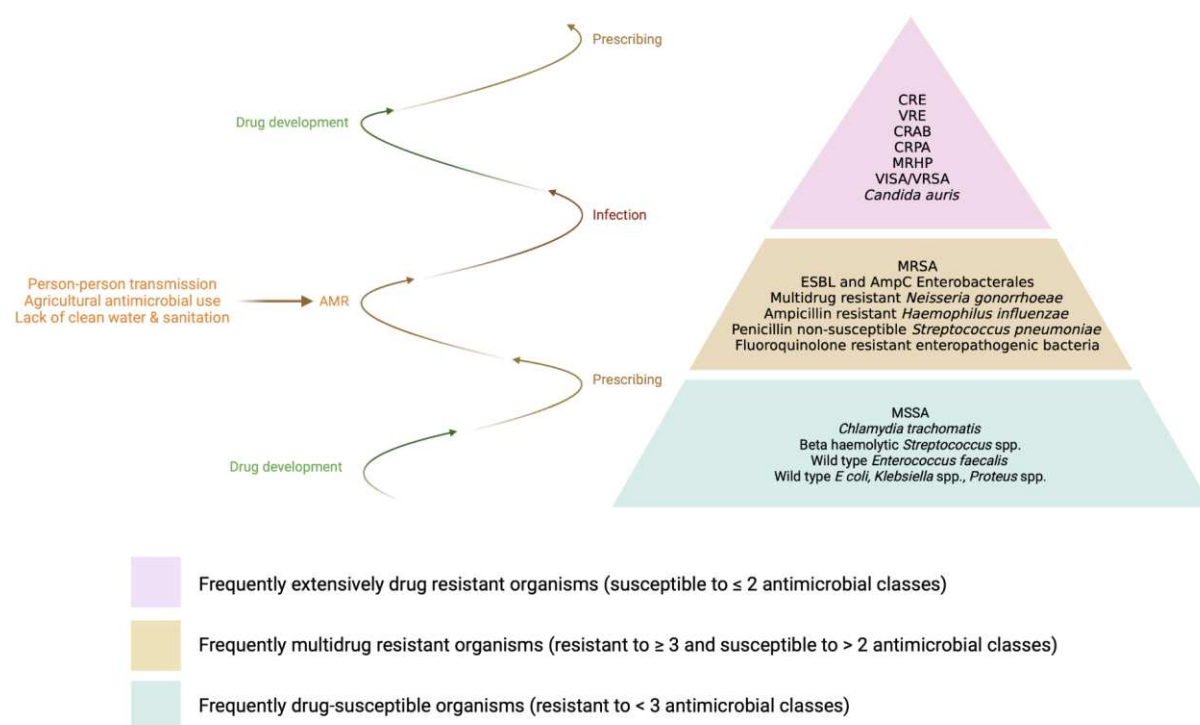 Prescribing
Drug development
Infection
Person-person transmission
Agricultural antimicrobial use
Lack of clean water & sanitation
AMR
Prescribing
Drug development
CRE
VRE
CRAB
CRPA
MRHP
VISA/VRSA
Candida auris
MRSA
ESBL and AmpC Enterobacterales
Multidrug resistant Neisseria gonorrhoeae
Ampicillin resistant Haemophilus influenzae
Penicillin non-susceptible Streptococcus pneumoniae
Fluoroquinolone resistant enteropathogenic bacteria
MSSA
Chlamydia trachomatis
Beta haemolytic Streptococcus spp.
Wild type Enterococcus faecalis
Wild type E coli, Klebsiella spp., Proteus spp.
Frequently extensively drug resistant organisms (susceptible to ≤ 2 antimicrobial classes)
Frequently multidrug resistant organisms (resistant to ≥ 3 and susceptible to > 2 antimicrobial classes)
Frequently drug-susceptible organisms (resistant to < 3 antimicrobial classes)